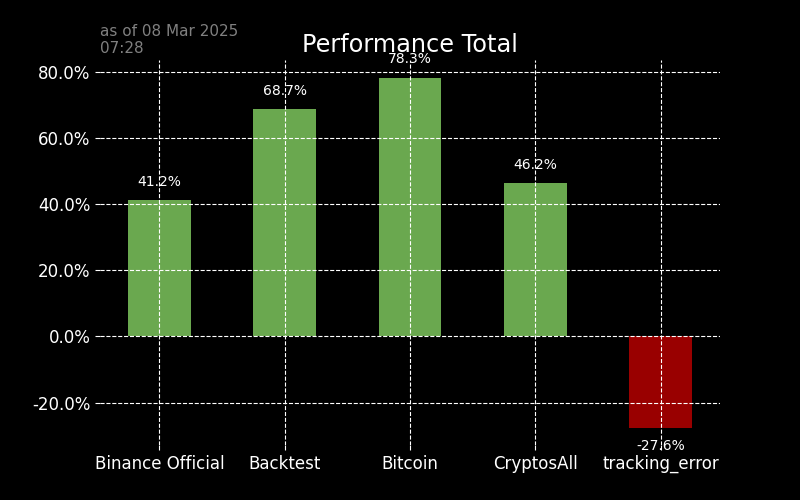 as of 08 Mar 2025
07:28
Performance Total
80.0%
60.0%
40.0%
20.0%
0.0%
-20.0%
41.2%
68.7%
78.3%
46.2%
-27.6%
Binance Official
Backtest
Bitcoin
CryptosAll
tracking_error